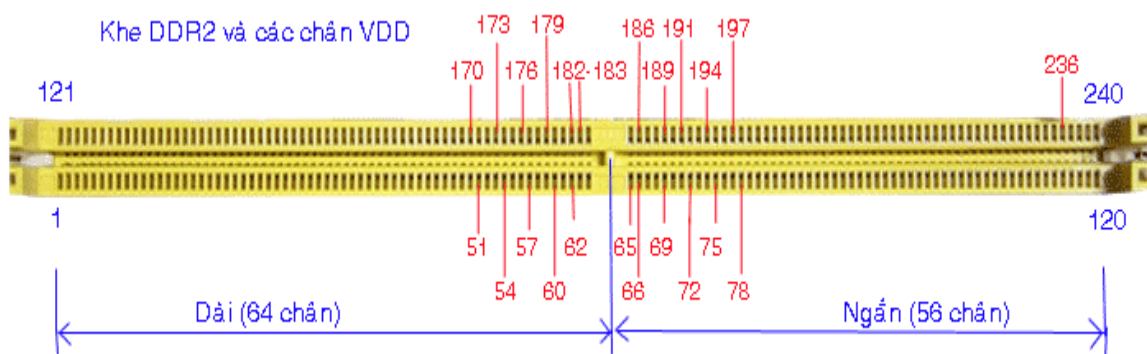 Khe DDR2 và các chân VDD
173 179 186 191 197
170 176 182-183 189 194 236
121 240
1 51 57 62 65 69 75 120
54 60 66 72 78
Dài (64 chân) Ngắn (56 chân)